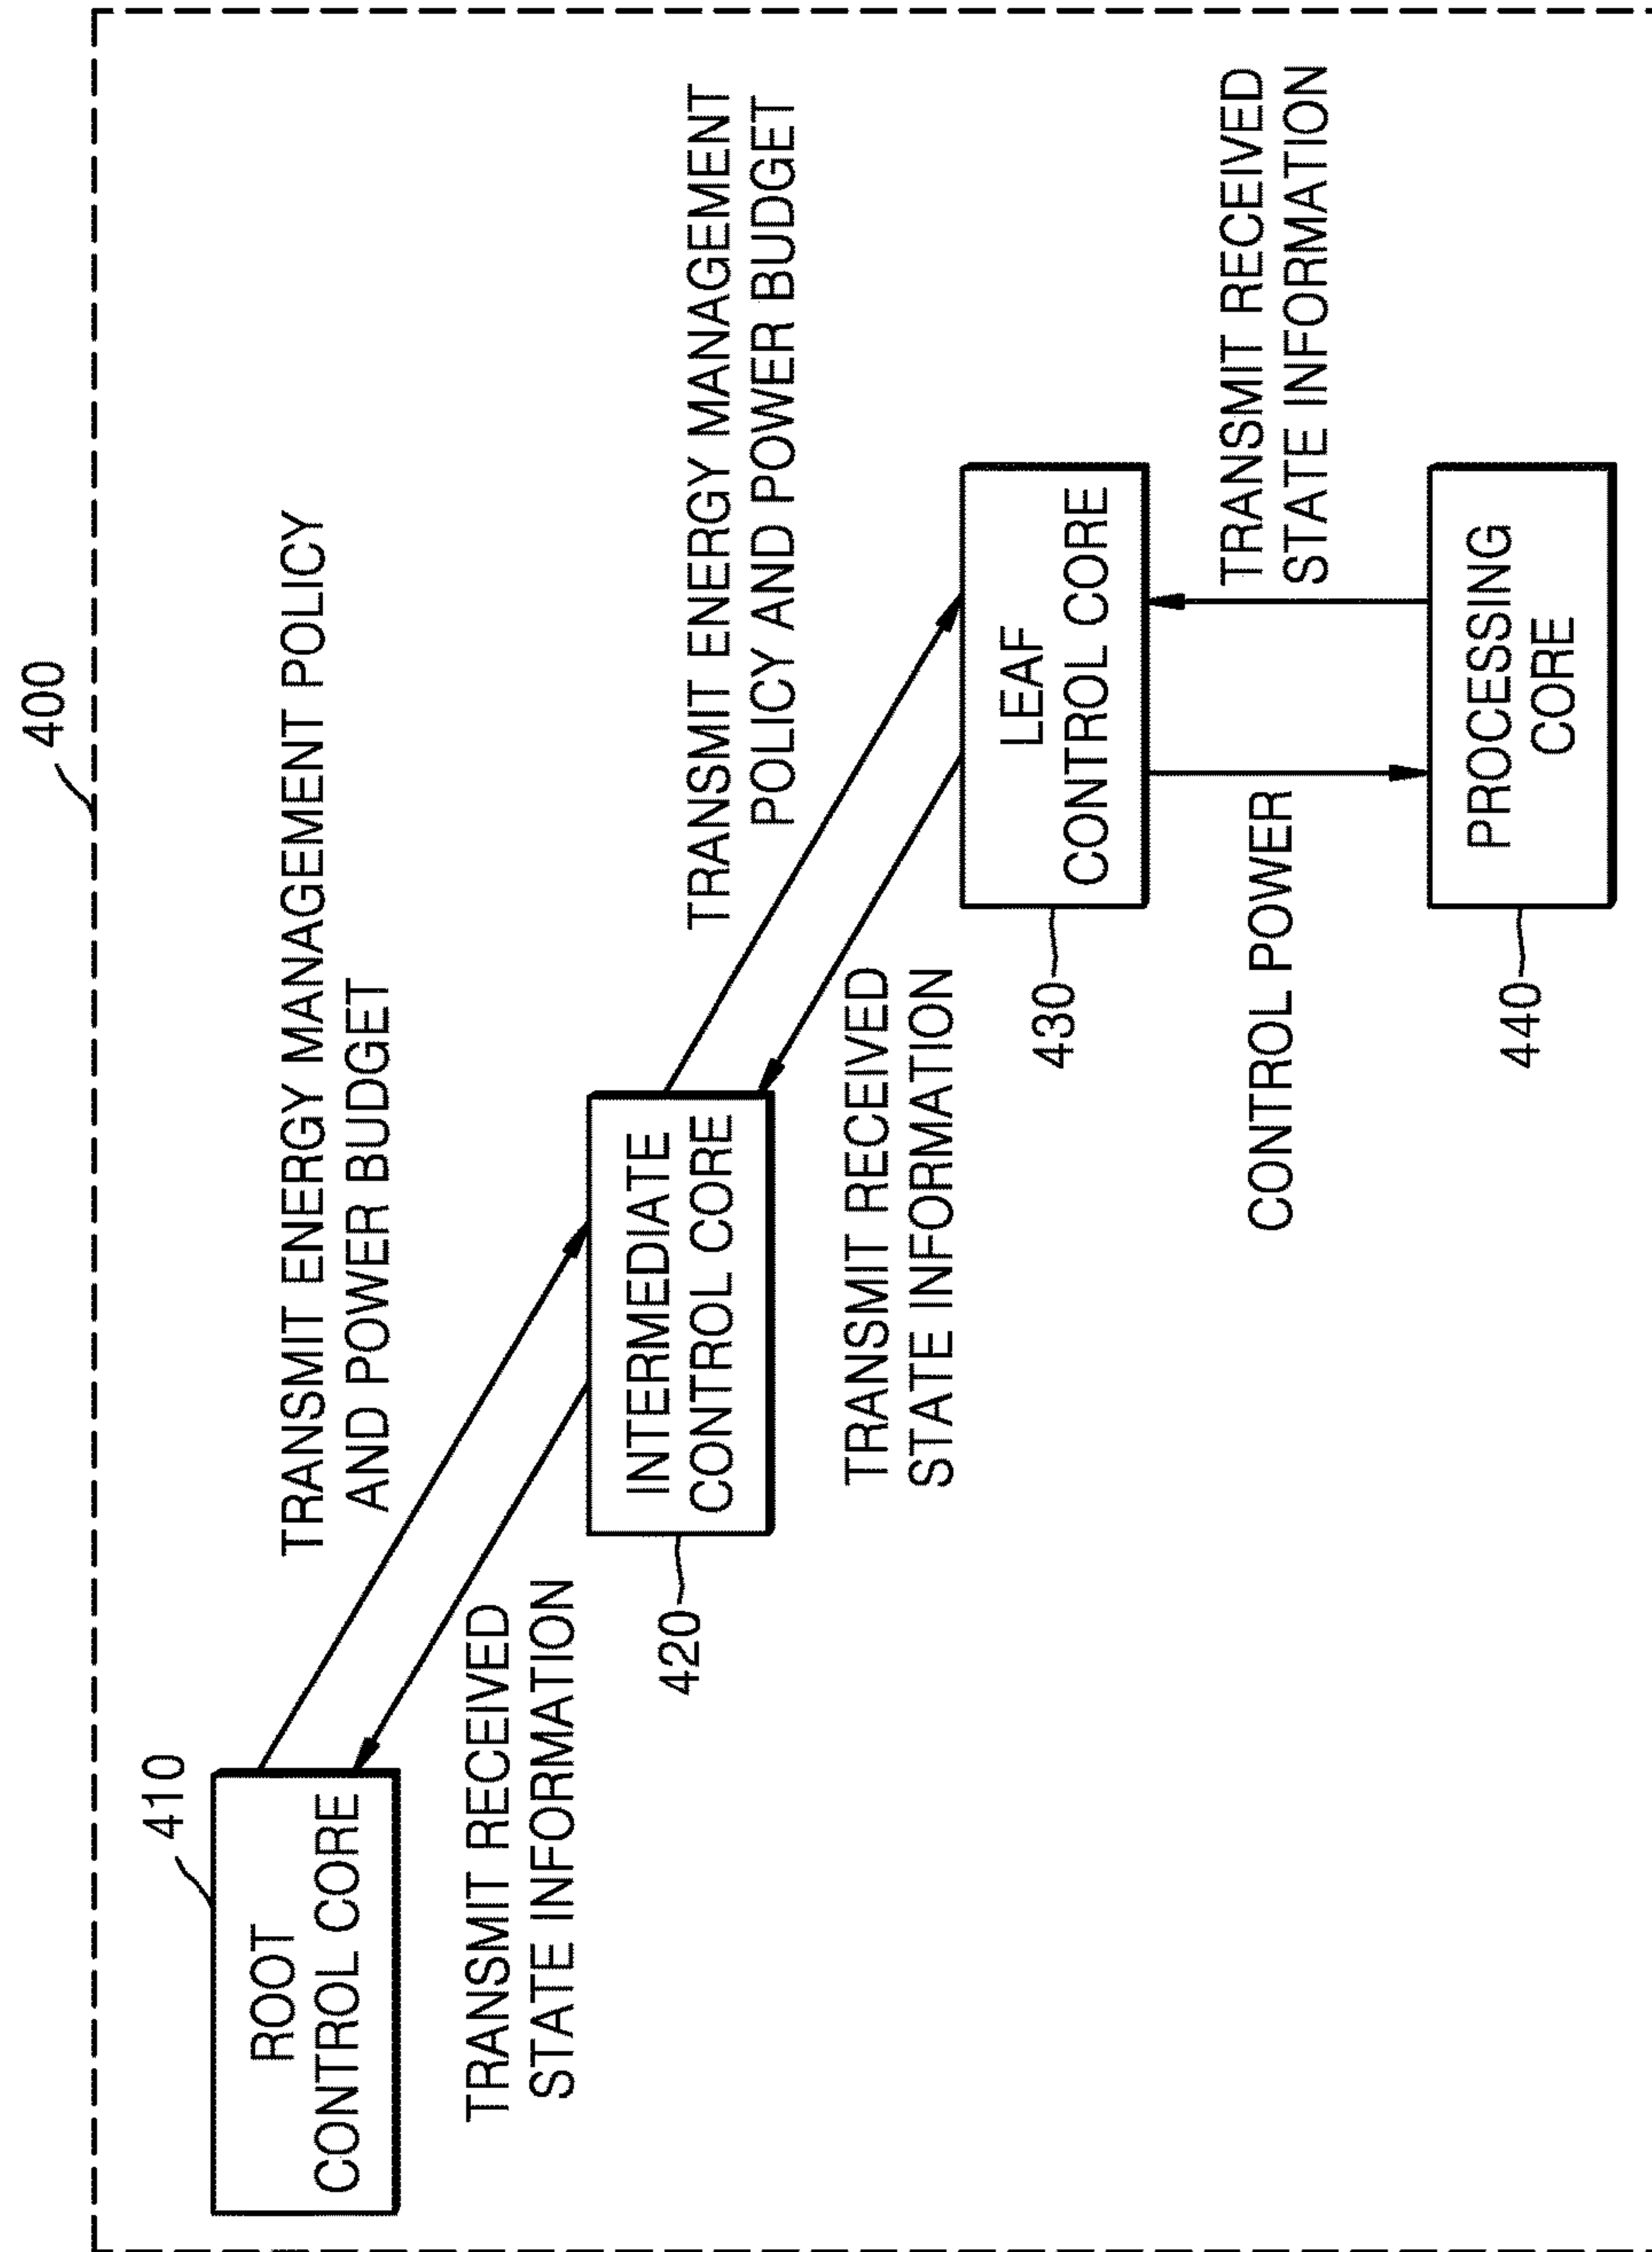 400
410
ROOT
CONTROL CORE
TRANSMIT ENERGY MANAGEMENT POLICY
AND POWER BUDGET
TRANSMIT RECEIVED
STATE INFORMATION
INTERMEDIATE
CONTROL CORE
420
TRANSMIT ENERGY MANAGEMENT
POLICY AND POWER BUDGET
TRANSMIT RECEIVED
STATE INFORMATION
LEAF
CONTROL CORE
430
CONTROL POWER
TRANSMIT RECEIVED
STATE INFORMATION
PROCESSING
CORE
440